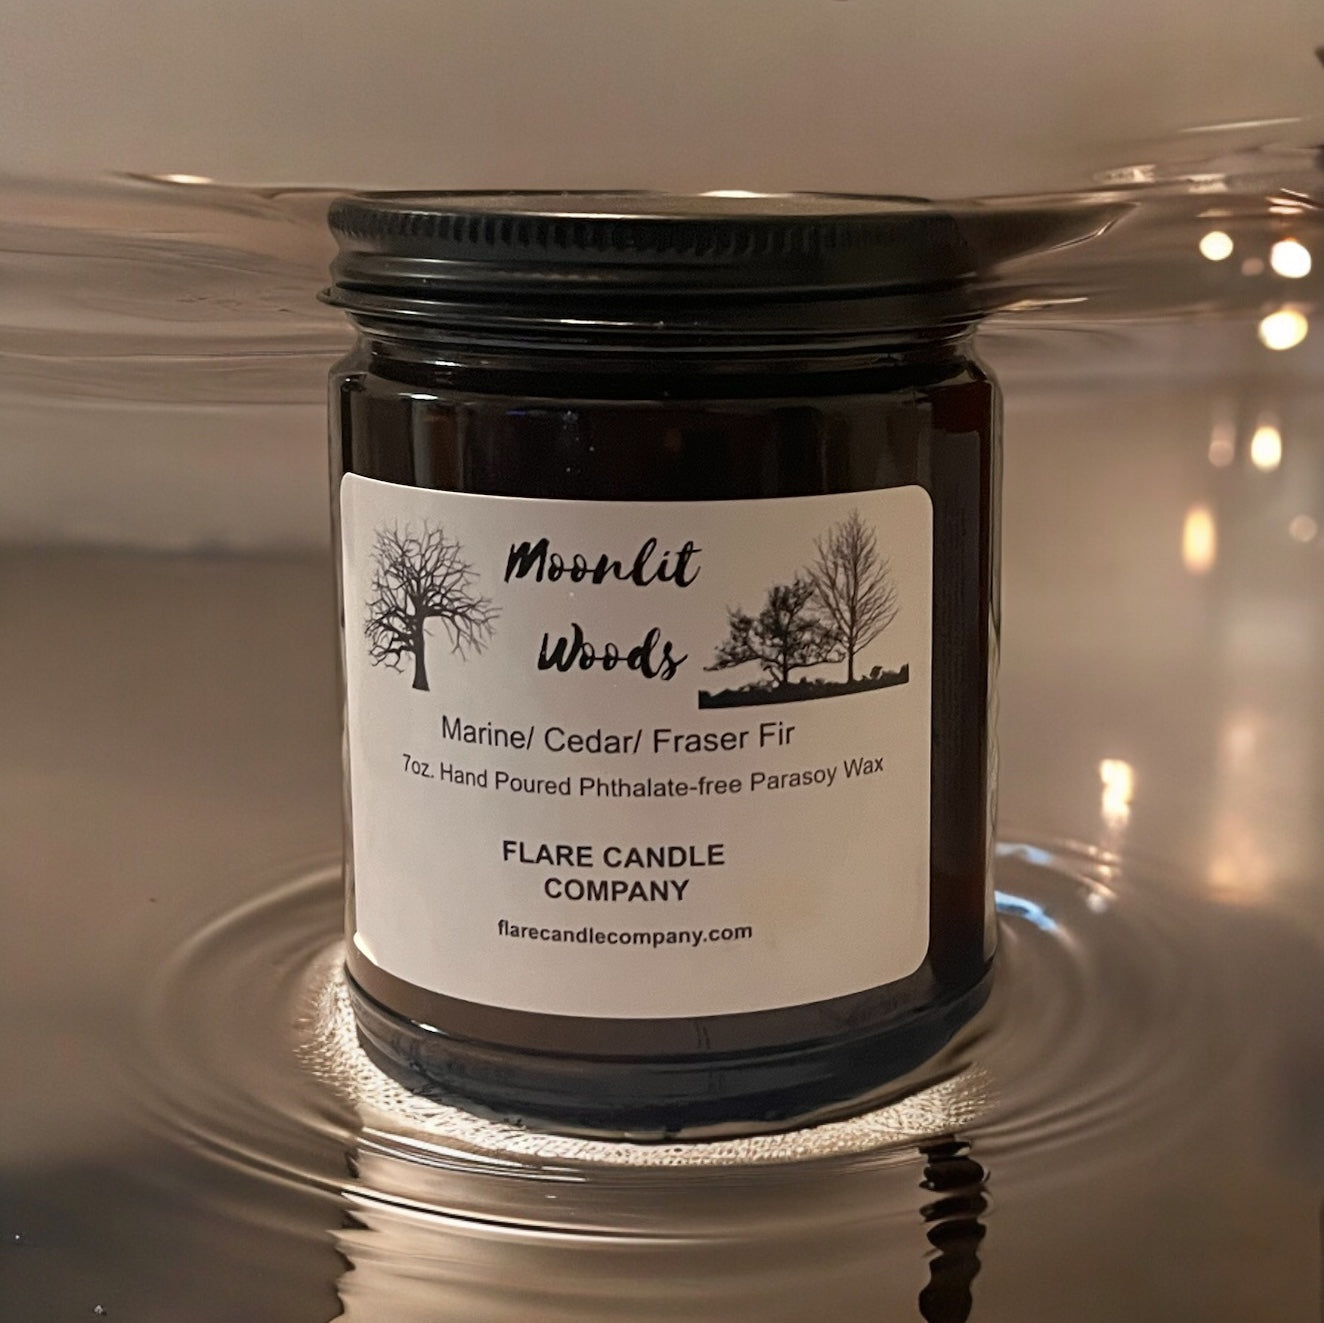 Moonlit
Woods
Marine/ Cedar/ Fraser Fir
7oz. Hand Poured Phthalate-free Parasoy Wax
FLARE CANDLE
COMPANY
flarecandlecompany.com